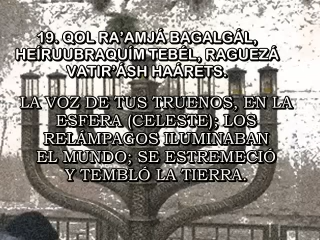 19. QOL RA'AMJÁ BAGALGÁL,
HEÍRUUBRAQUÍM TEBÉL, RAGUEZÁ
VATIR'ÁSH HAÁRETS.
LA VOZ DE TUS TRUENOS, EN LA
ESFERA (CELESTE); LOS
RELÁMPAGOS ILUMINABAN
EL MUNDO; SE ESTREMECIÓ
Y TEMBLÓ LA TIERRA.